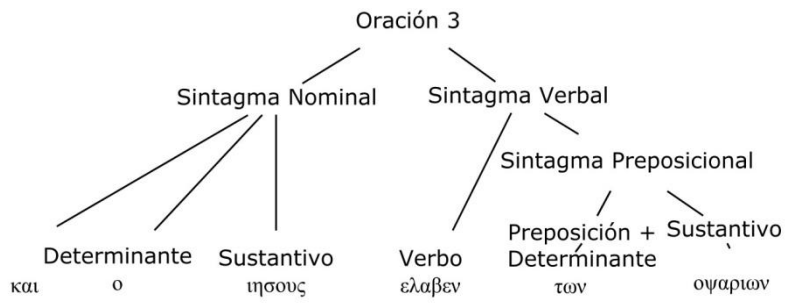 Oración 3
Sintagma Nominal Sintagma Verbal
Sintagma Preposicional
Determinante Sustantivo Verbo Preposición + Determinante Sustantivo
και ο ιησους ελαβεν των οψαριων